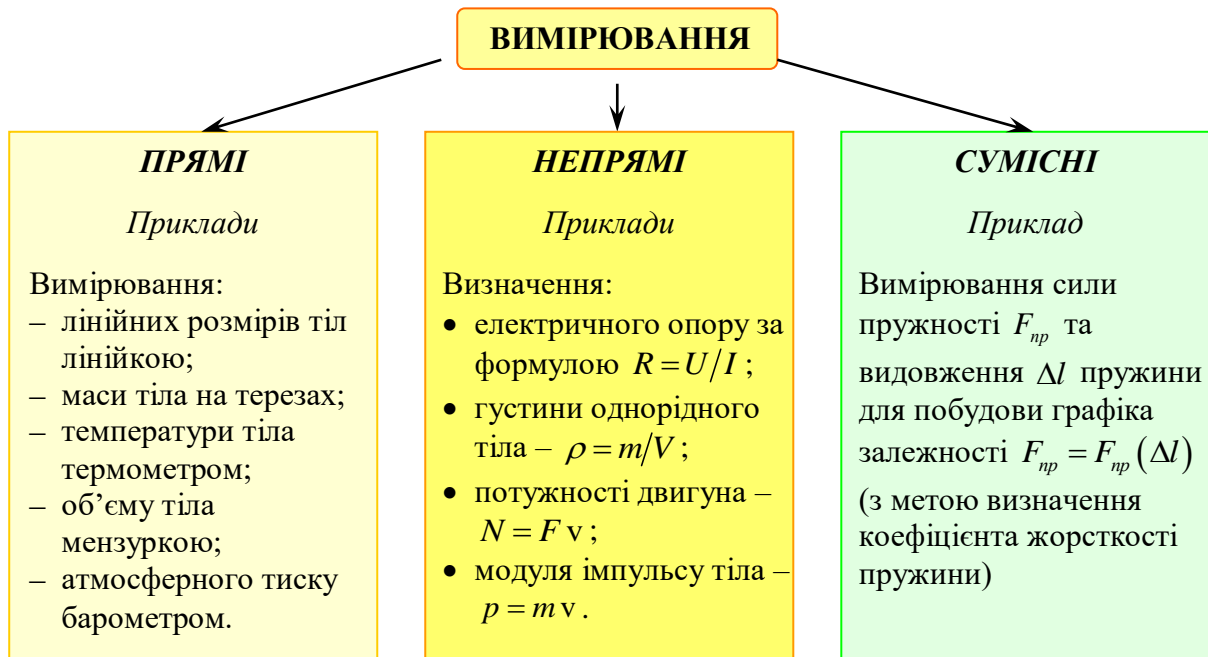 ВИМІРЮВАННЯ
ПРЯМІ
Приклади
Вимірювання:
– лінійних розмірів тіл
лінійкою;
– маси тіла на терезах;
– температури тіла
термометром;
– об’єму тіла
мензуркою;
– атмосферного тиску
барометром.
НЕПРЯМІ
Приклади
Визначення:
• електричного опору за
формулою R = U/I ;
• густини однорідного
тіла – ρ = m/V ;
• потужності двигуна –
N = F v ;
• модуля імпульсу тіла –
p = m v .
СУМІСНІ
Приклад
Вимірювання сили
пружності Fпр та
видовження Δl пружини
для побудови графіка
залежності Fпр = Fпр (Δl)
(з метою визначення
коефіцієнта жорсткості
пружини)